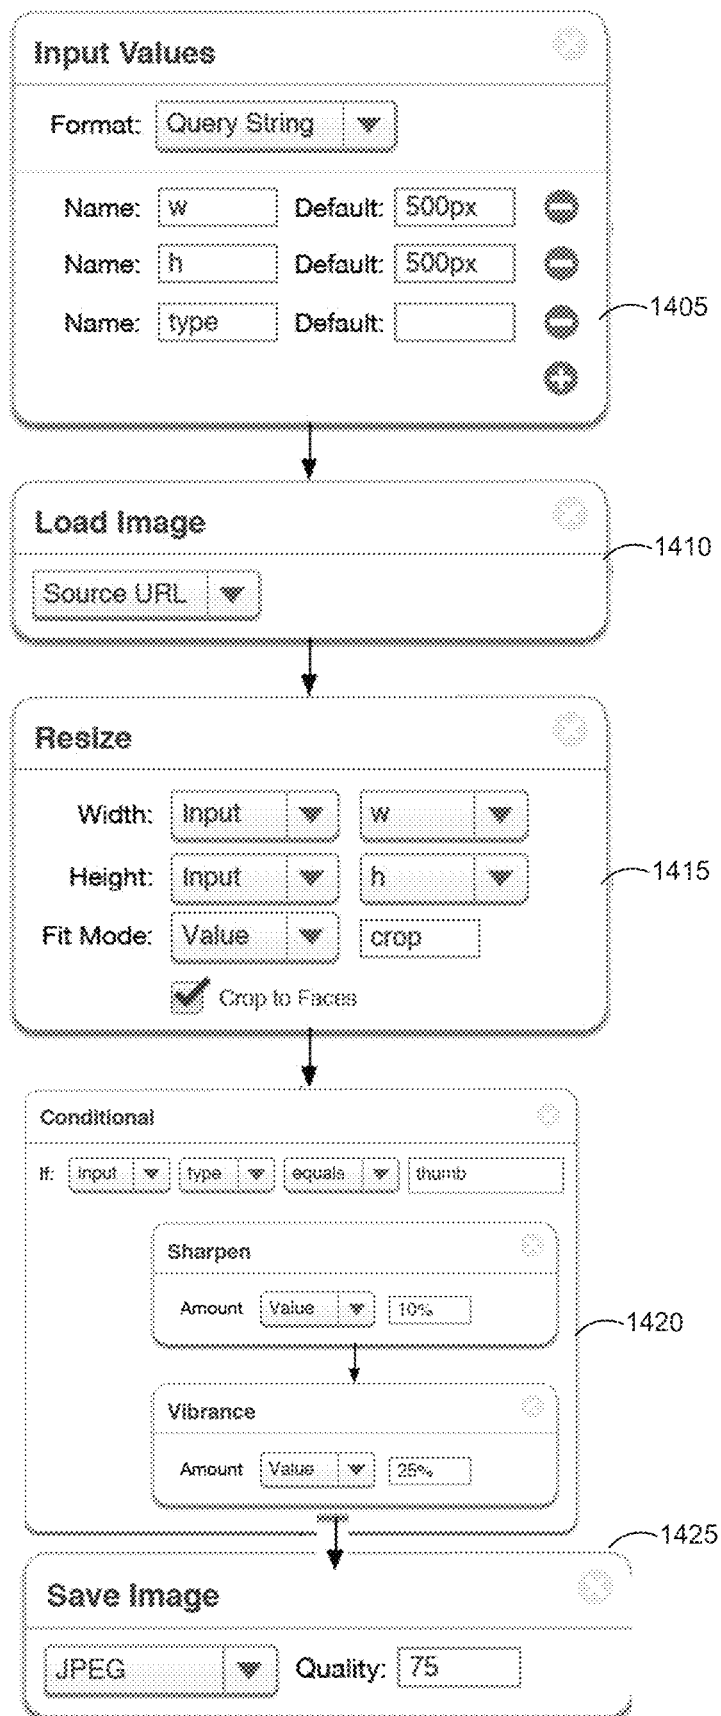 Input Values
Format: Query String
Name: w Default: 500px
Name: h Default: 500px
Name: type Default:
1405
Load Image
1410
Source URL
Resize
Width: Input w
Height: Input h
1415
Fit Mode: Value crop
Crop to Faces
Conditional
If: input type equals thumb
Sharpen
Amount Value 10%
1420
Vibrance
Amount Value 25%
1425
Save Image
JPEG Quality: 75